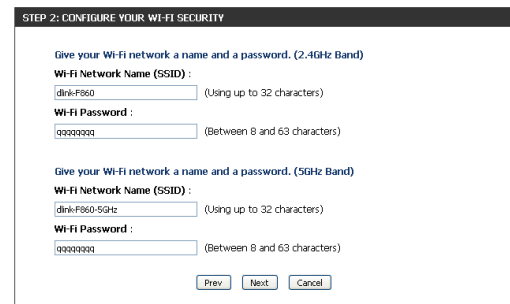 STEP 2: CONFIGURE YOUR WI-FI SECURITY
Give your Wi-Fi network a name and a password. (2.4GHz Band)
Wi-Fi Network Name (SSID) :
dlink-F860 (Using up to 32 characters)
Wi-Fi Password :
qqqqqqqq (Between 8 and 63 characters)
Give your Wi-Fi network a name and a password. (5GHz Band)
Wi-Fi Network Name (SSID) :
dlink-F860-5GHz (Using up to 32 characters)
Wi-Fi Password :
qqqqqqqq (Between 8 and 63 characters)
Prev Next Cancel